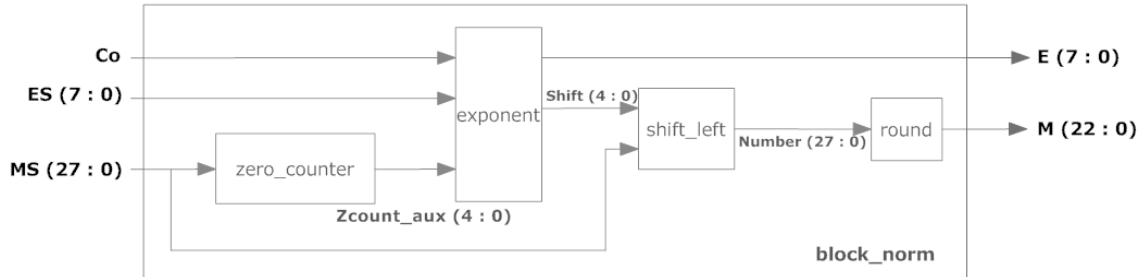 Co
E (7 : 0)
ES (7 : 0)
Shift (4 : 0)
exponent
shift_left
round
Number (27 : 0)
M (22 : 0)
MS (27 : 0)
zero_counter
Zcount_aux (4 : 0)
block_norm